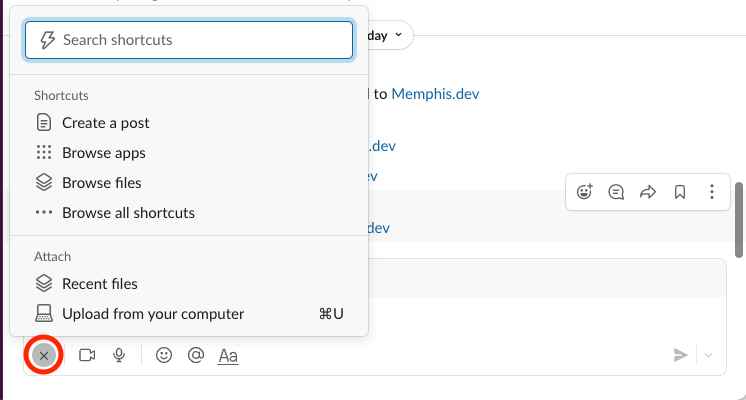 Search shortcuts
day
to Memphis.dev
Shortcuts
Create a post
.dev
Browse apps
ev
Browse files
Browse all shortcuts
dev
Attach
Recent files
Upload from your computer ⌘U
@ Aa